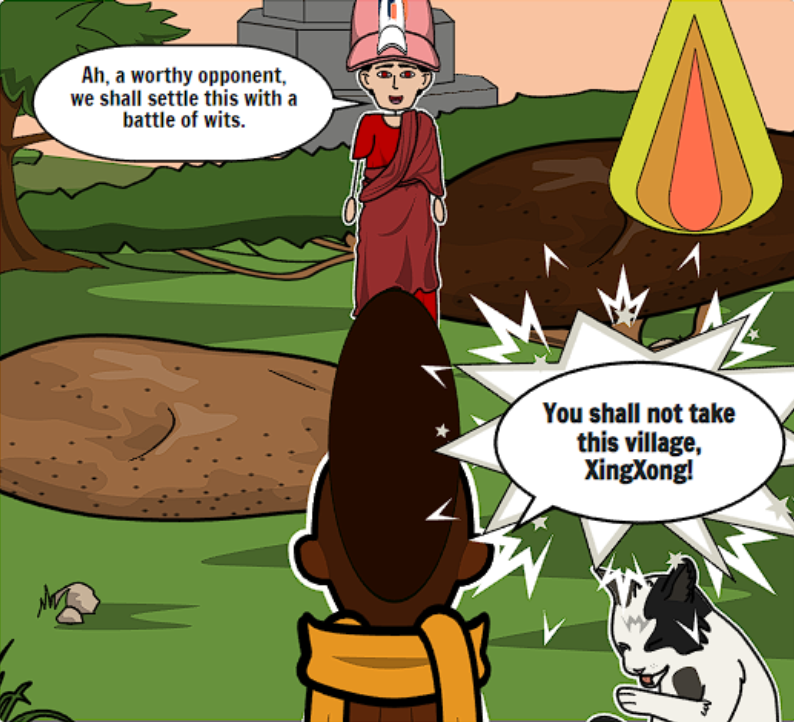 Ah, a worthy opponent,
we shall settle this with a
battle of wits.
You shall not take
this village,
XingXong!